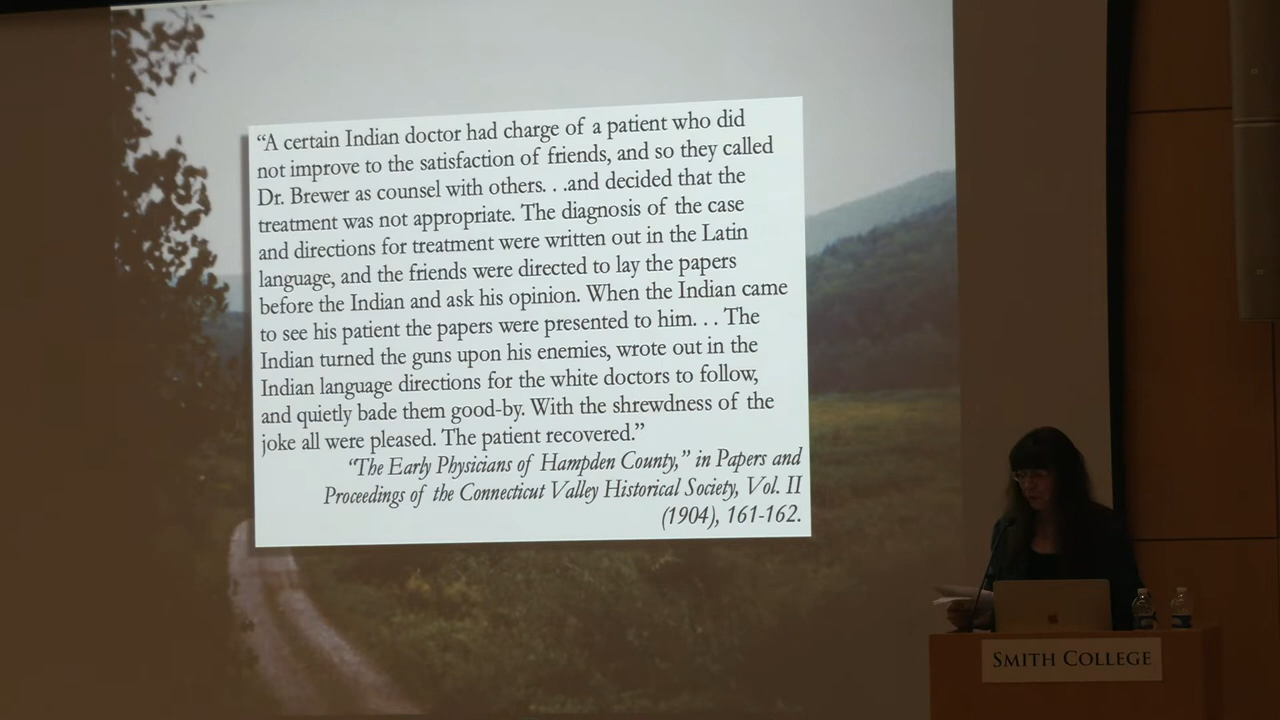 “A certain Indian doctor had charge of a patient who did
not improve to the satisfaction of friends, and so they called
Dr. Brewer as counsel with others. . .and decided that the
treatment was not appropriate. The diagnosis of the case
and directions for treatment were written out in the Latin
language, and the friends were directed to lay the papers
before the Indian and ask his opinion. When the Indian came
to see his patient the papers were presented to him. . . The
Indian turned the guns upon his enemies, wrote out in the
Indian language directions for the white doctors to follow,
and quietly bade them good-by. With the shrewdness of the
joke all were pleased. The patient recovered.”
“The Early Physicians of Hampden County,” in Papers and
Proceedings of the Connecticut Valley Historical Society, Vol. II
(1904), 161-162.
SMITH COLLEGE